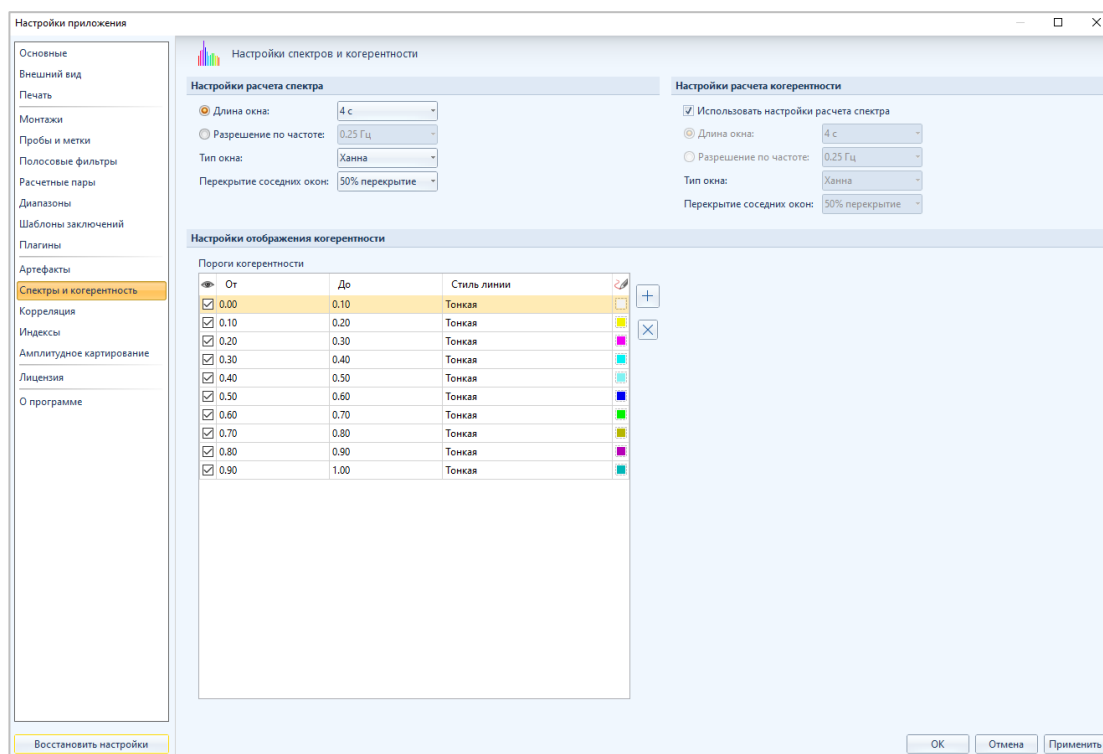 Настройки приложения
Основные
Внешний вид
Печать
Монтажи
Пробы и метки
Полосовые фильтры
Расчетные пары
Диапазоны
Шаблоны заключений
Плагины
Артефакты
Спектры и когерентность
Корреляция
Индексы
Амплитудное картирование
Лицензия
О программе
Восстановить настройки
Настройки спектров и когерентности
Настройки расчета спектра
Длина окна: 4 с
Разрешение по частоте: 0.25 Гц
Тип окна: Ханна
Перекрытие соседних окон: 50% перекрытие
Настройки расчета когерентности
Использовать настройки расчета спектра
Длина окна: 4 с
Разрешение по частоте: 0.25 Гц
Тип окна: Ханна
Перекрытие соседних окон: 50% перекрытие
Настройки отображения когерентности
Пороги когерентности
От До Стиль линии
0.00 0.10 Тонкая
0.10 0.20 Тонкая
0.20 0.30 Тонкая
0.30 0.40 Тонкая
0.40 0.50 Тонкая
0.50 0.60 Тонкая
0.60 0.70 Тонкая
0.70 0.80 Тонкая
0.80 0.90 Тонкая
0.90 1.00 Тонкая
ОК Отмена Применить